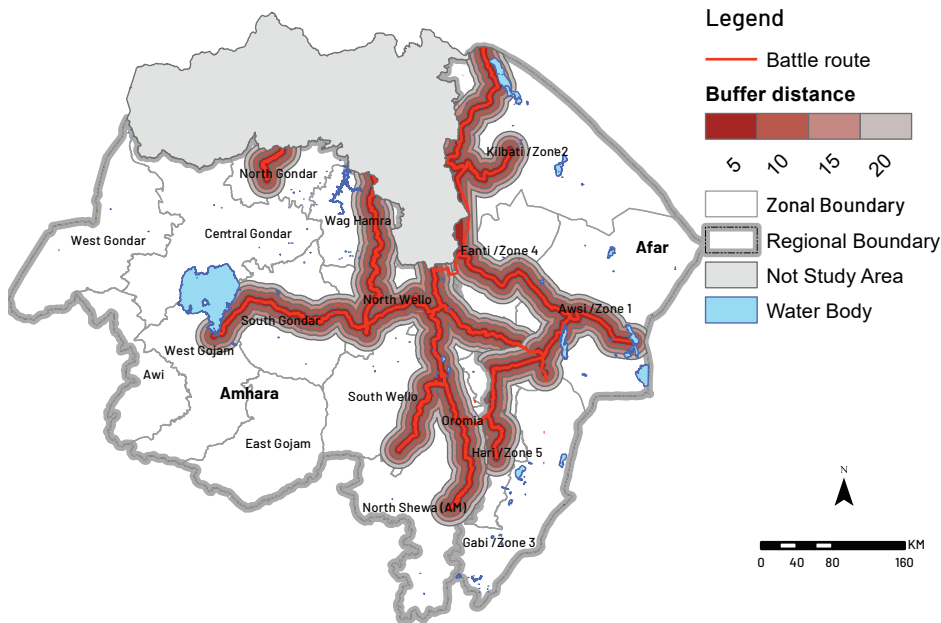 Legend
Battle route
Buffer distance
5 10 15 20
Zonal Boundary
Regional Boundary
Not Study Area
Water Body
Kilbati /Zone2
North Gondar
Wag Hamra
West Gondar
Central Gondar
Fanti /Zone 4
Afar
North Wello
Awsi /Zone 1
South Gondar
West Gojam
Awi
Amhara
South Wello
Oromia
East Gojam
Hari /Zone 5
North Shewa (AM)
Gabi /Zone 3
N
KM
0 40 80 160